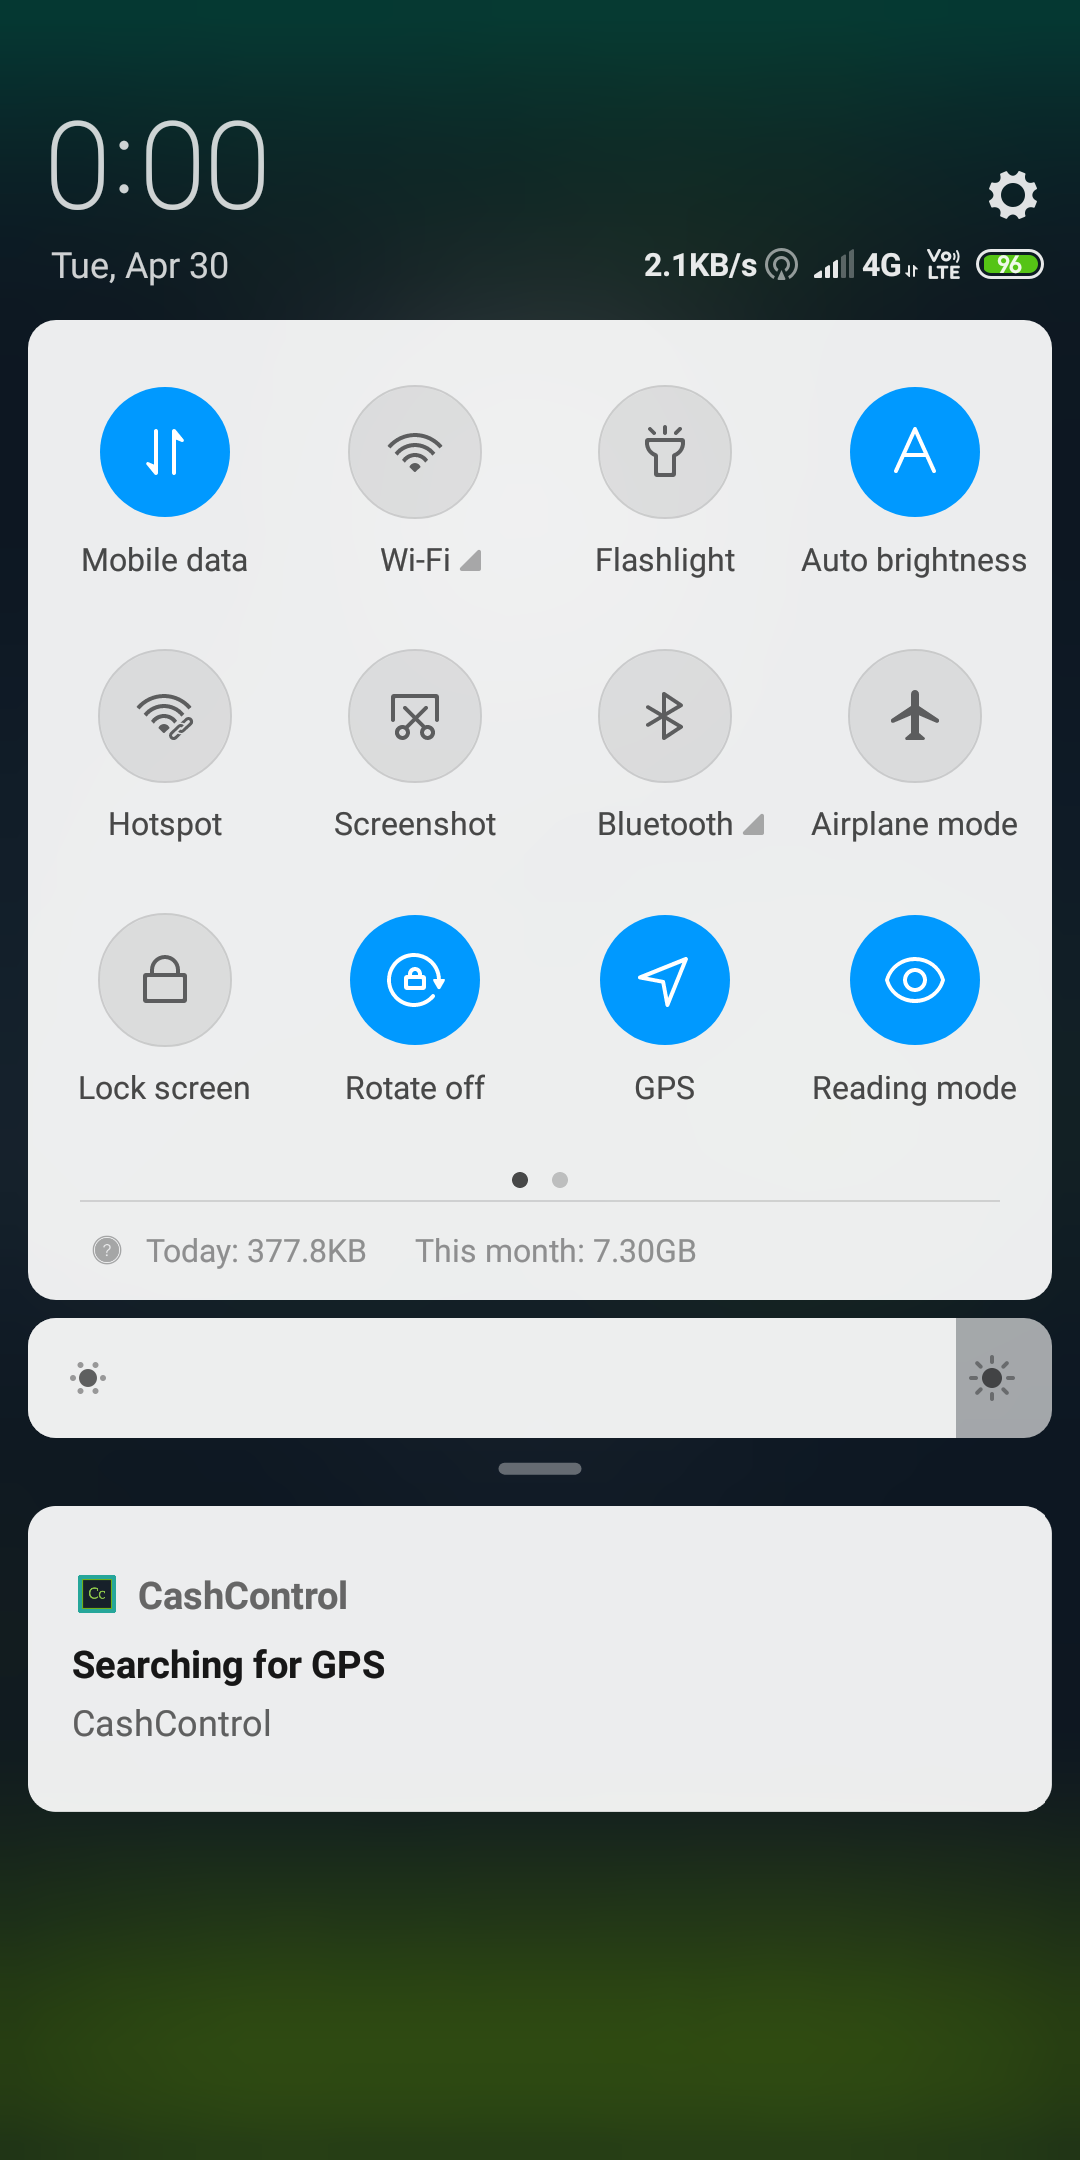 0:00
Tue, Apr 30
2.1KB/s 4G Vo LTE 96
Mobile data Wi-Fi Flashlight Auto brightness
Hotspot Screenshot Bluetooth Airplane mode
Lock screen Rotate off GPS Reading mode
? Today: 377.8KB This month: 7.30GB
Cc CashControl
Searching for GPS
CashControl